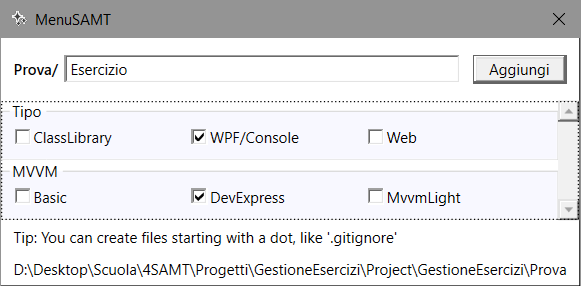 MenuSAMT
Prova/ Esercizio Aggiungi
Tipo
ClassLibrary WPF/Console Web
MVVM
Basic DevExpress MvvmLight
Tip: You can create files starting with a dot, like '.gitignore'
D:\Desktop\Scuola\4SAMT\Progetti\GestioneEsercizi\Project\GestioneEsercizi\Prova